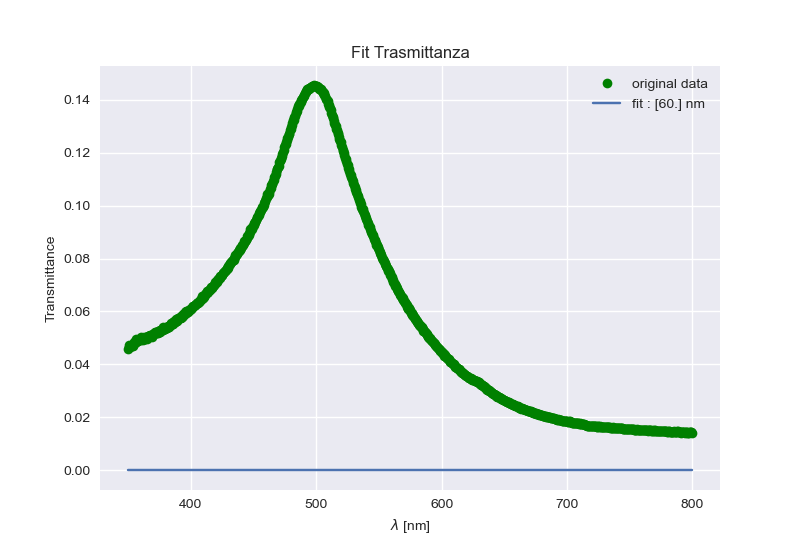 Fit Trasmittanza
original data
fit : [60.] nm
Transmittance
0.14
0.12
0.10
0.08
0.06
0.04
0.02
0.00
400 500 600 700 800
λ [nm]